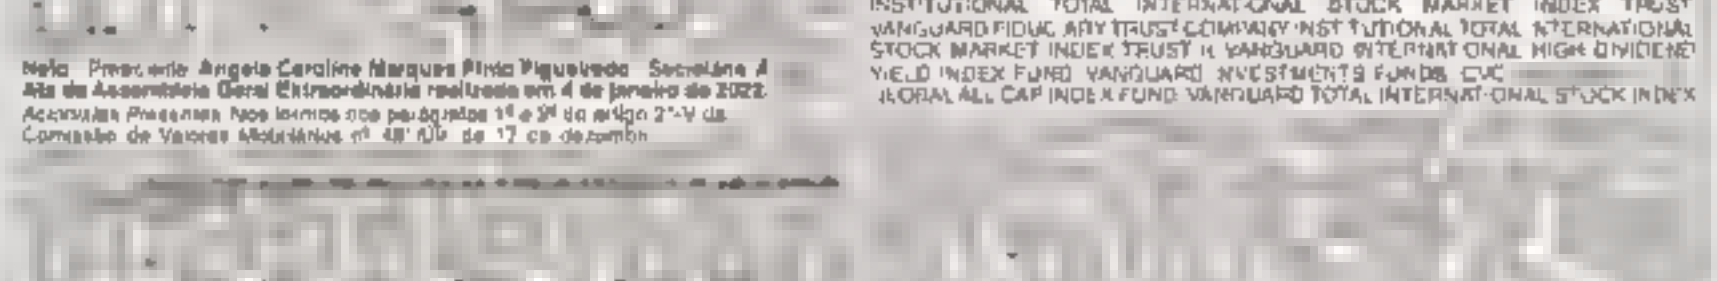 Neto Presidente Angela Caroline Marques Pinto Figueiredo Secretária A
Ata da Assembleia Geral Extraordinária realizada em 4 de janeiro de 2022.
Acionistas Presentes Nos termos dos parágrafos 1º e 2º do artigo 21-V da
Comissão de Valores Mobiliários nº de 17 de dezembro
INSTITUTIONAL TOTAL INTERNATIONAL STOCK MARKET INDEX TRUST
VANGUARD FIDUCIARY TRUST COMPANY INSTITUTIONAL TOTAL INTERNATIONAL
STOCK MARKET INDEX TRUST II VANGUARD INTERNATIONAL HIGH DIVIDEND
YIELD INDEX FUND VANGUARD INVESTMENTS FUNDS CVC
GLOBAL ALL CAP INDEX FUND VANGUARD TOTAL INTERNATIONAL STOCK INDEX